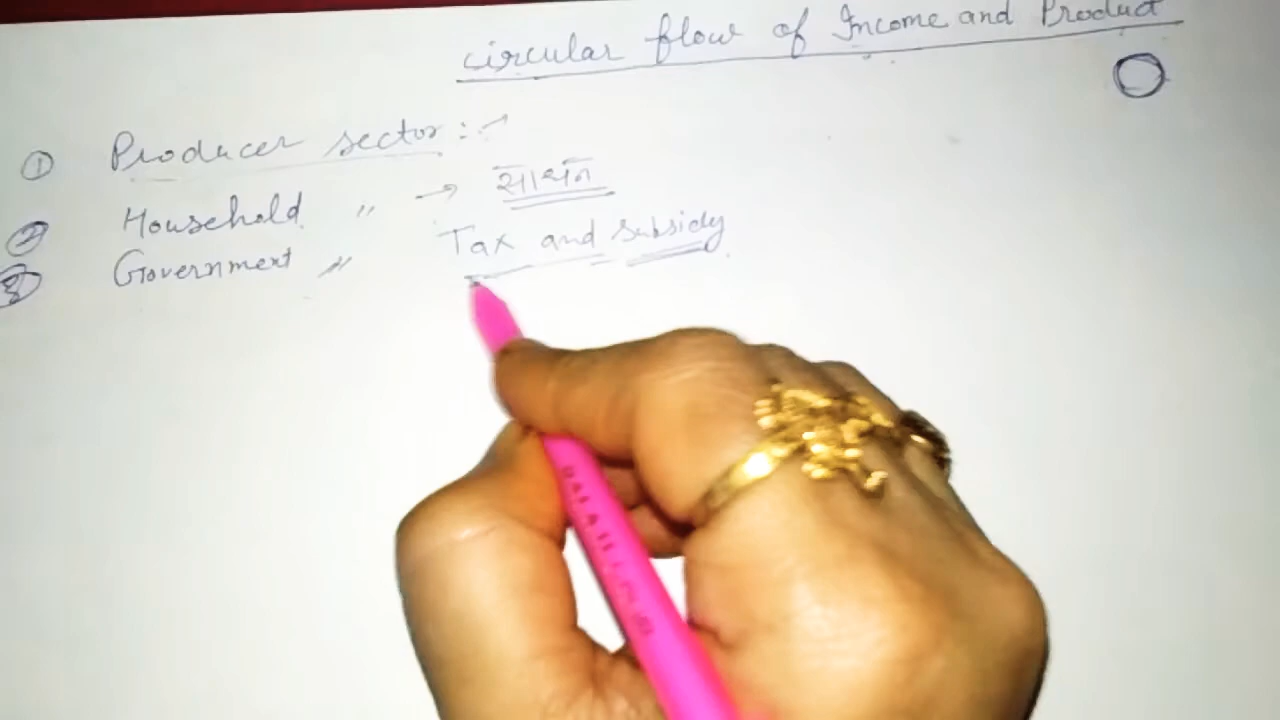 circular flow of Income and Product
① Producer sector :→
② Household " → साधन
③ Government " Tax and subsidy